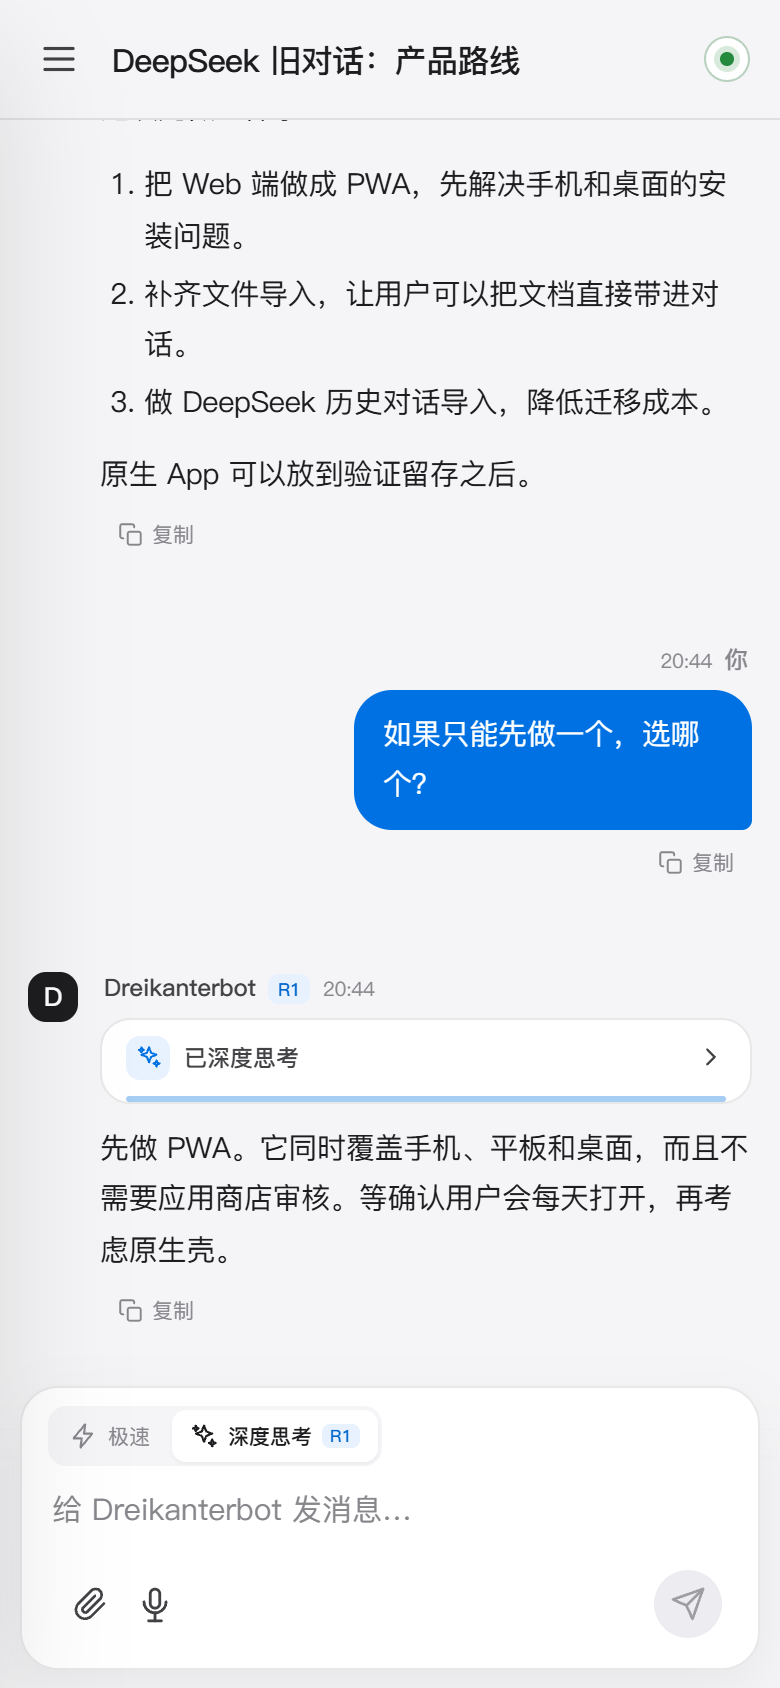 DeepSeek 旧对话：产品路线
1. 把 Web 端做成 PWA，先解决手机和桌面的安
装问题。
2. 补齐文件导入，让用户可以把文档直接带进对
话。
3. 做 DeepSeek 历史对话导入，降低迁移成本。
原生 App 可以放到验证留存之后。
复制
20:44 你
如果只能先做一个，选哪
个？
复制
D
Dreikanterbot R1 20:44
已深度思考
先做 PWA。它同时覆盖手机、平板和桌面，而且不
需要应用商店审核。等确认用户会每天打开，再考
虑原生壳。
复制
极速 深度思考 R1
给 Dreikanterbot 发消息…